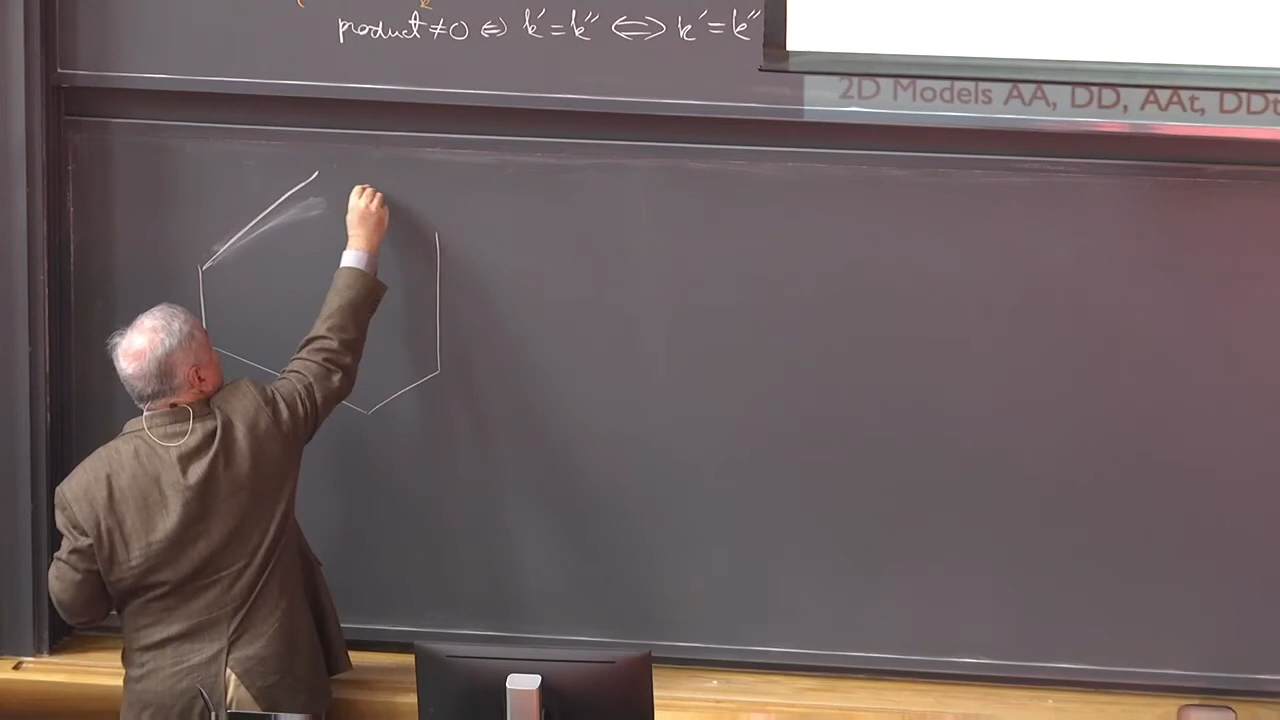 k
product ≠ 0 ⇔ k′ = k″ ⇔ k′ = k″
2D Models AA, DD, AAt, DDt